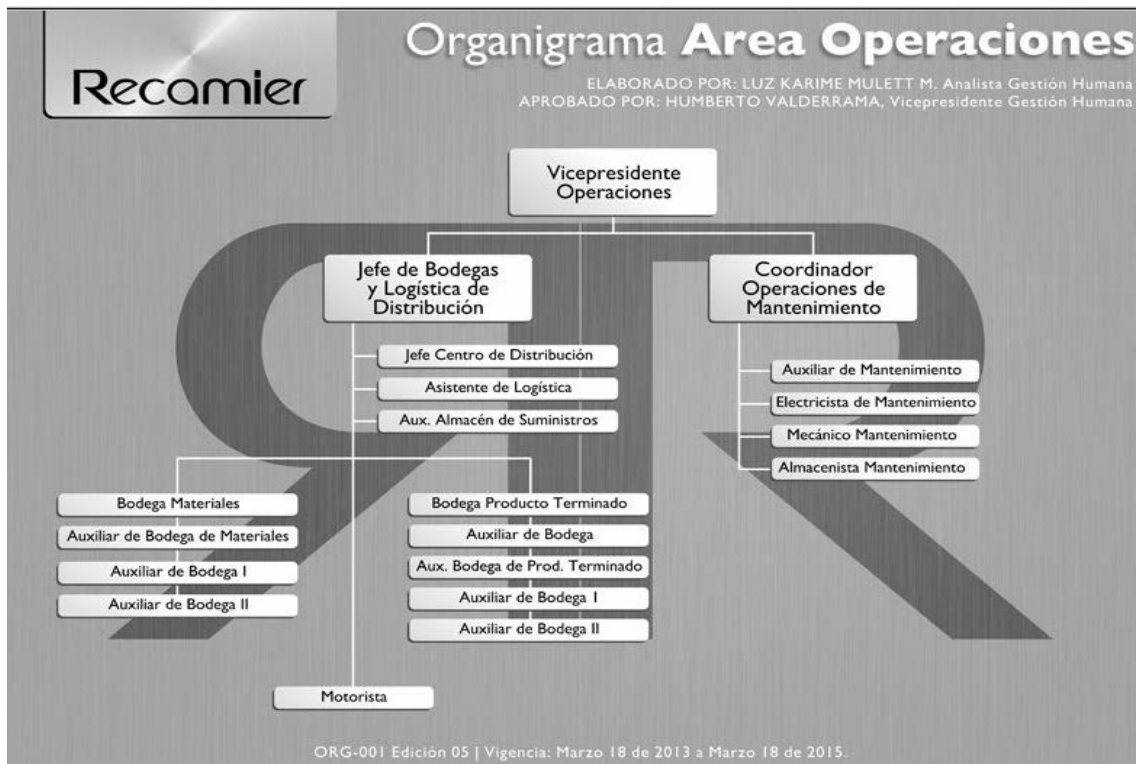 Recamier
Organigrama Area Operaciones
ELABORADO POR: LUZ KARIME MULETT M. Analista Gestión Humana
APROBADO POR: HUMBERTO VALDERRAMA, Vicepresidente Gestión Humana
Vicepresidente
Operaciones
Jefe de Bodegas
y Logística de
Distribución
Jefe Centro de Distribución
Asistente de Logística
Aux. Almacén de Suministros
Coordinador
Operaciones de
Mantenimiento
Auxiliar de Mantenimiento
Electricista de Mantenimiento
Mecánico Mantenimiento
Almacenista Mantenimiento
Bodega Materiales
Auxiliar de Bodega de Materiales
Auxiliar de Bodega I
Auxiliar de Bodega II
Bodega Producto Terminado
Auxiliar de Bodega
Aux. Bodega de Prod. Terminado
Auxiliar de Bodega 1
Auxiliar de Bodega II
Motorista
ORG-001 Edición 05 | Vigencia: Marzo 18 de 2013 a Marzo 18 de 2015.